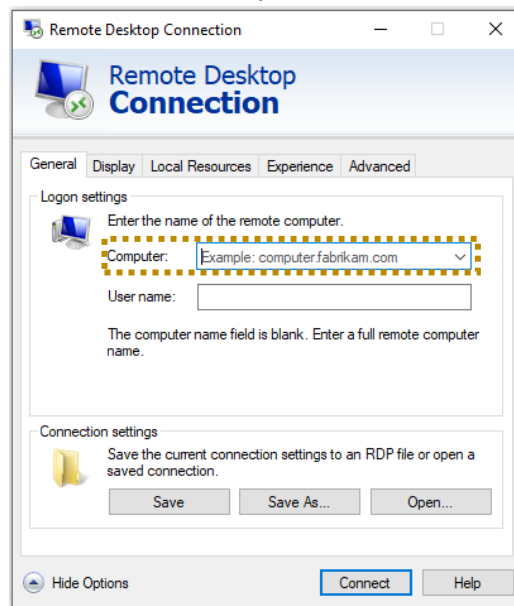 Remote Desktop Connection
Remote Desktop
Connection
General Display Local Resources Experience Advanced
Logon settings
Enter the name of the remote computer.
Computer: Example: computer.fabrikam.com
User name:
The computer name field is blank. Enter a full remote computer
name.
Connection settings
Save the current connection settings to an RDP file or open a
saved connection.
Save Save As... Open...
Hide Options Connect Help